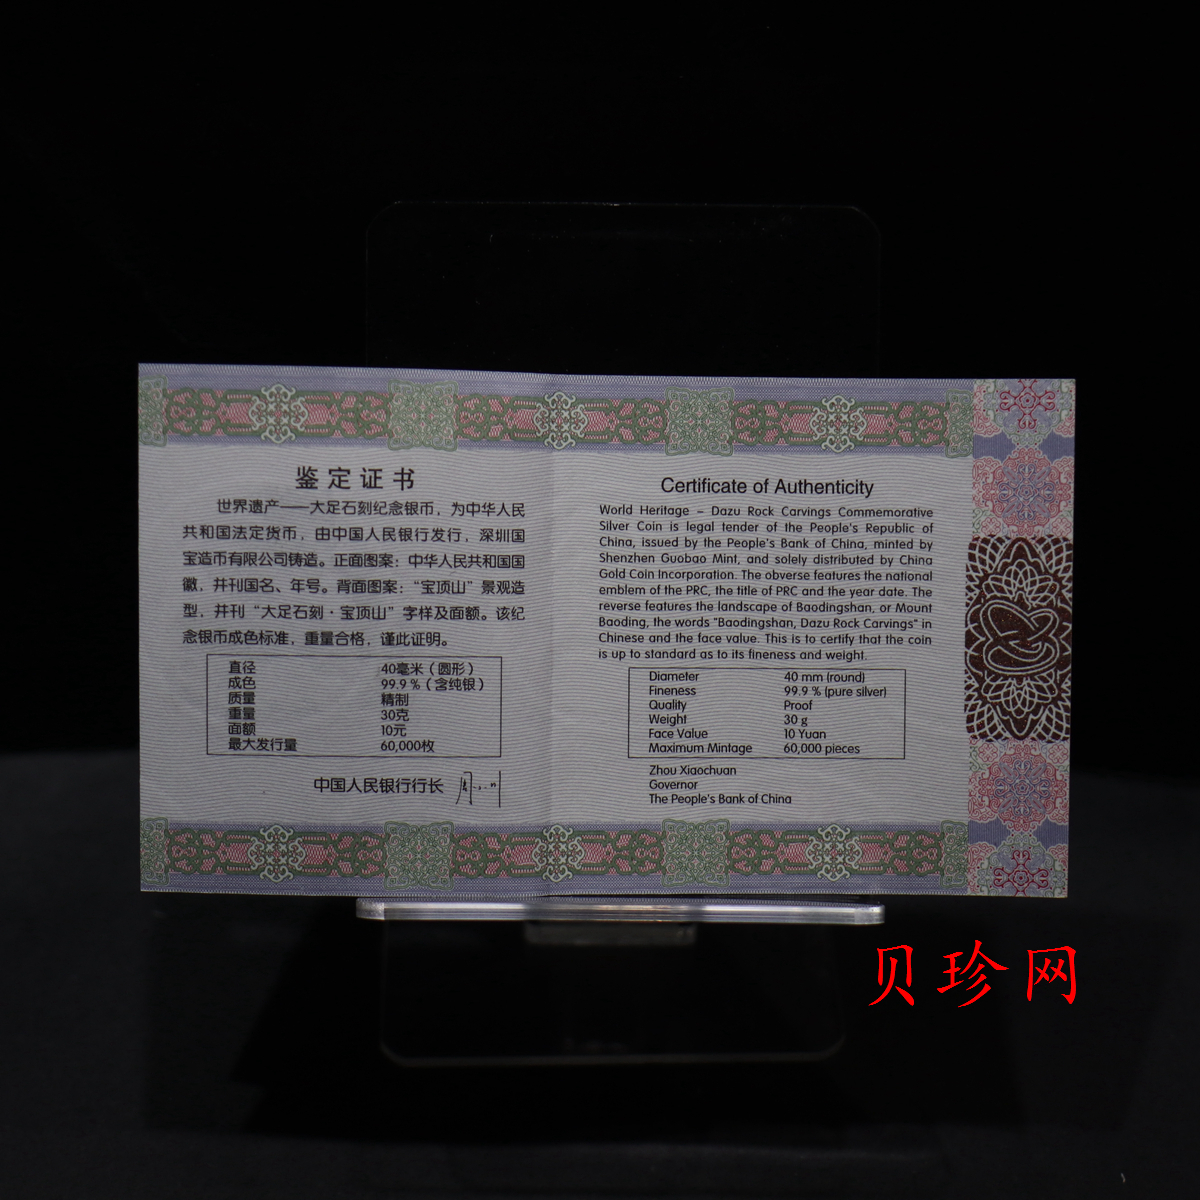 鉴定证书
世界遗产——大足石刻纪念银币，为中华人民
共和国法定货币，由中国人民银行发行，深圳国
宝造币有限公司铸造。正面图案：中华人民共和国国
徽，并刊国名、年号。背面图案：“宝顶山”景观造
型，并刊“大足石刻·宝顶山”字样及面额。该纪
念银币成色标准，重量合格，谨此证明。
直径 40毫米（圆形）
成色 99.9％（含纯银）
质量 精制
重量 30克
面额 10元
最大发行量 60,000枚
中国人民银行行长
Certificate of Authenticity
World Heritage – Dazu Rock Carvings Commemorative
Silver Coin is legal tender of the People's Republic of
China, issued by the People's Bank of China, minted by
Shenzhen Guobao Mint, and solely distributed by China
Gold Coin Incorporation. The obverse features the national
emblem of the PRC, the title of PRC and the year date. The
reverse features the landscape of Baodingshan, or Mount
Baoding, the words "Baodingshan, Dazu Rock Carvings" in
Chinese and the face value. This is to certify that the coin
is up to standard as to its fineness and weight.
Diameter 40 mm (round)
Fineness 99.9 % (pure silver)
Quality Proof
Weight 30 g
Face Value 10 Yuan
Maximum Mintage 60,000 pieces
Zhou Xiaochuan
Governor
The People's Bank of China
贝珍网